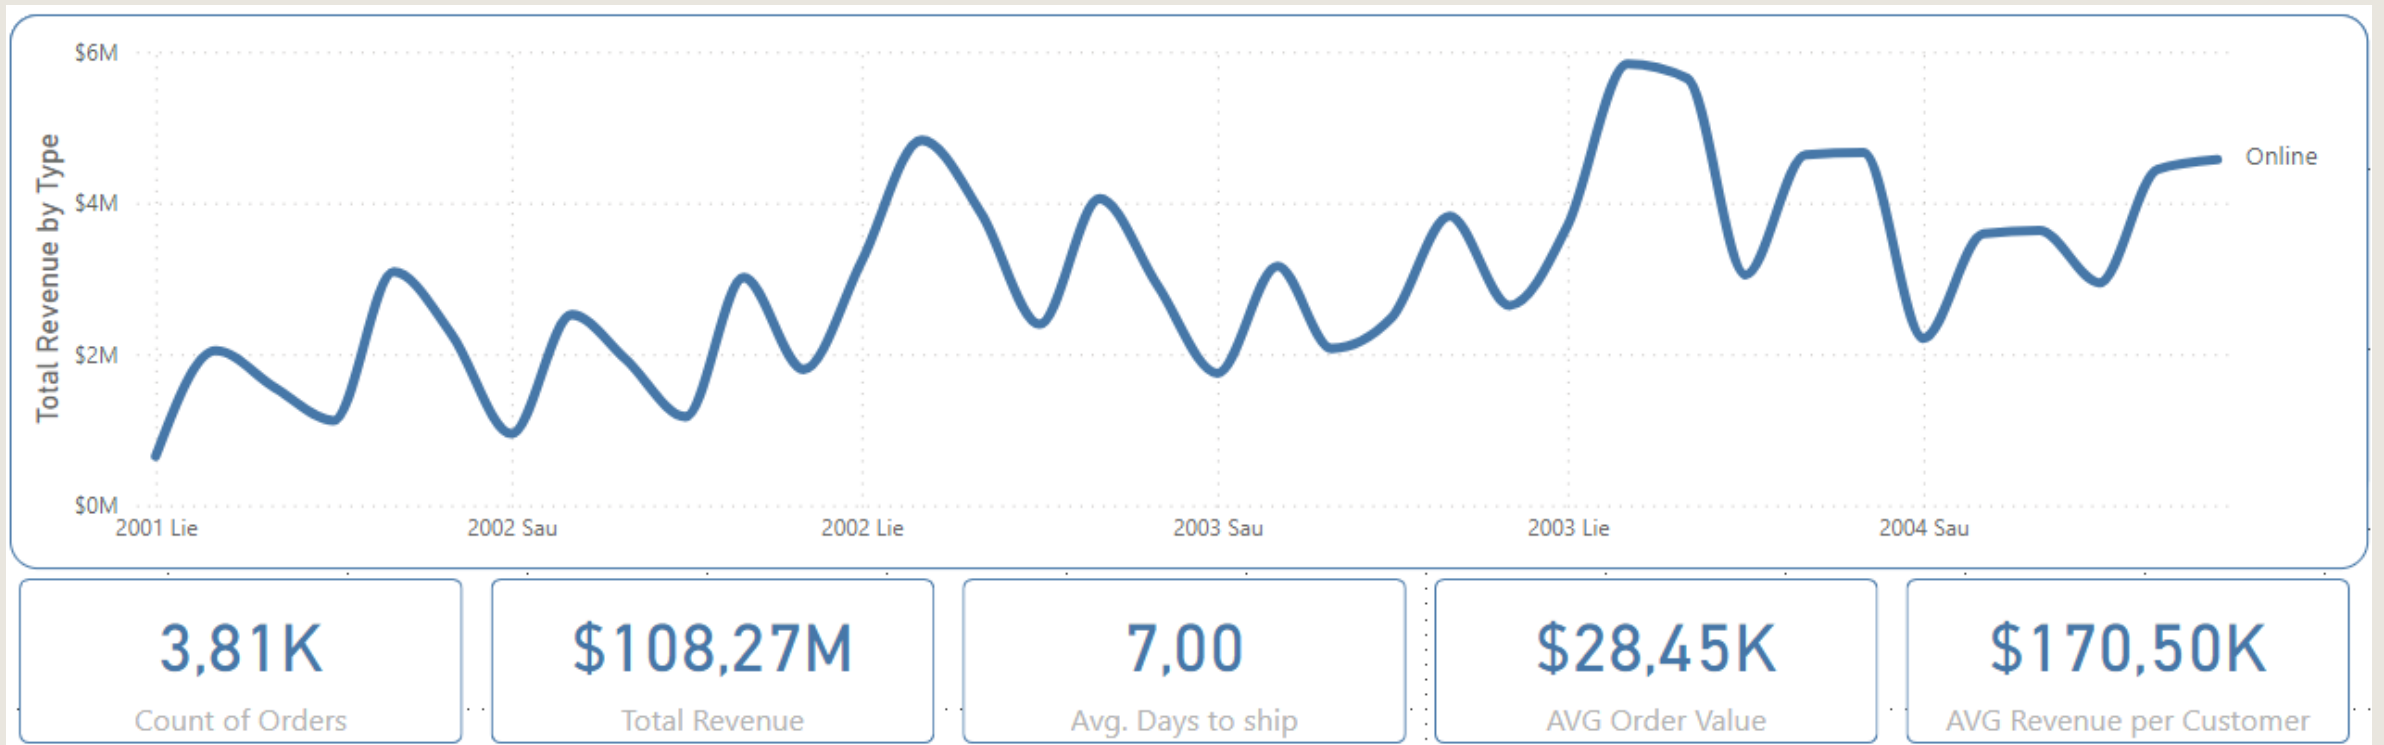 Total Revenue by Type
$6M
$4M
$2M
$0M
2001 Lie 2002 Sau 2002 Lie 2003 Sau 2003 Lie 2004 Sau
Online
3,81K
Count of Orders
$108,27M
Total Revenue
7,00
Avg. Days to ship
$28,45K
AVG Order Value
$170,50K
AVG Revenue per Customer